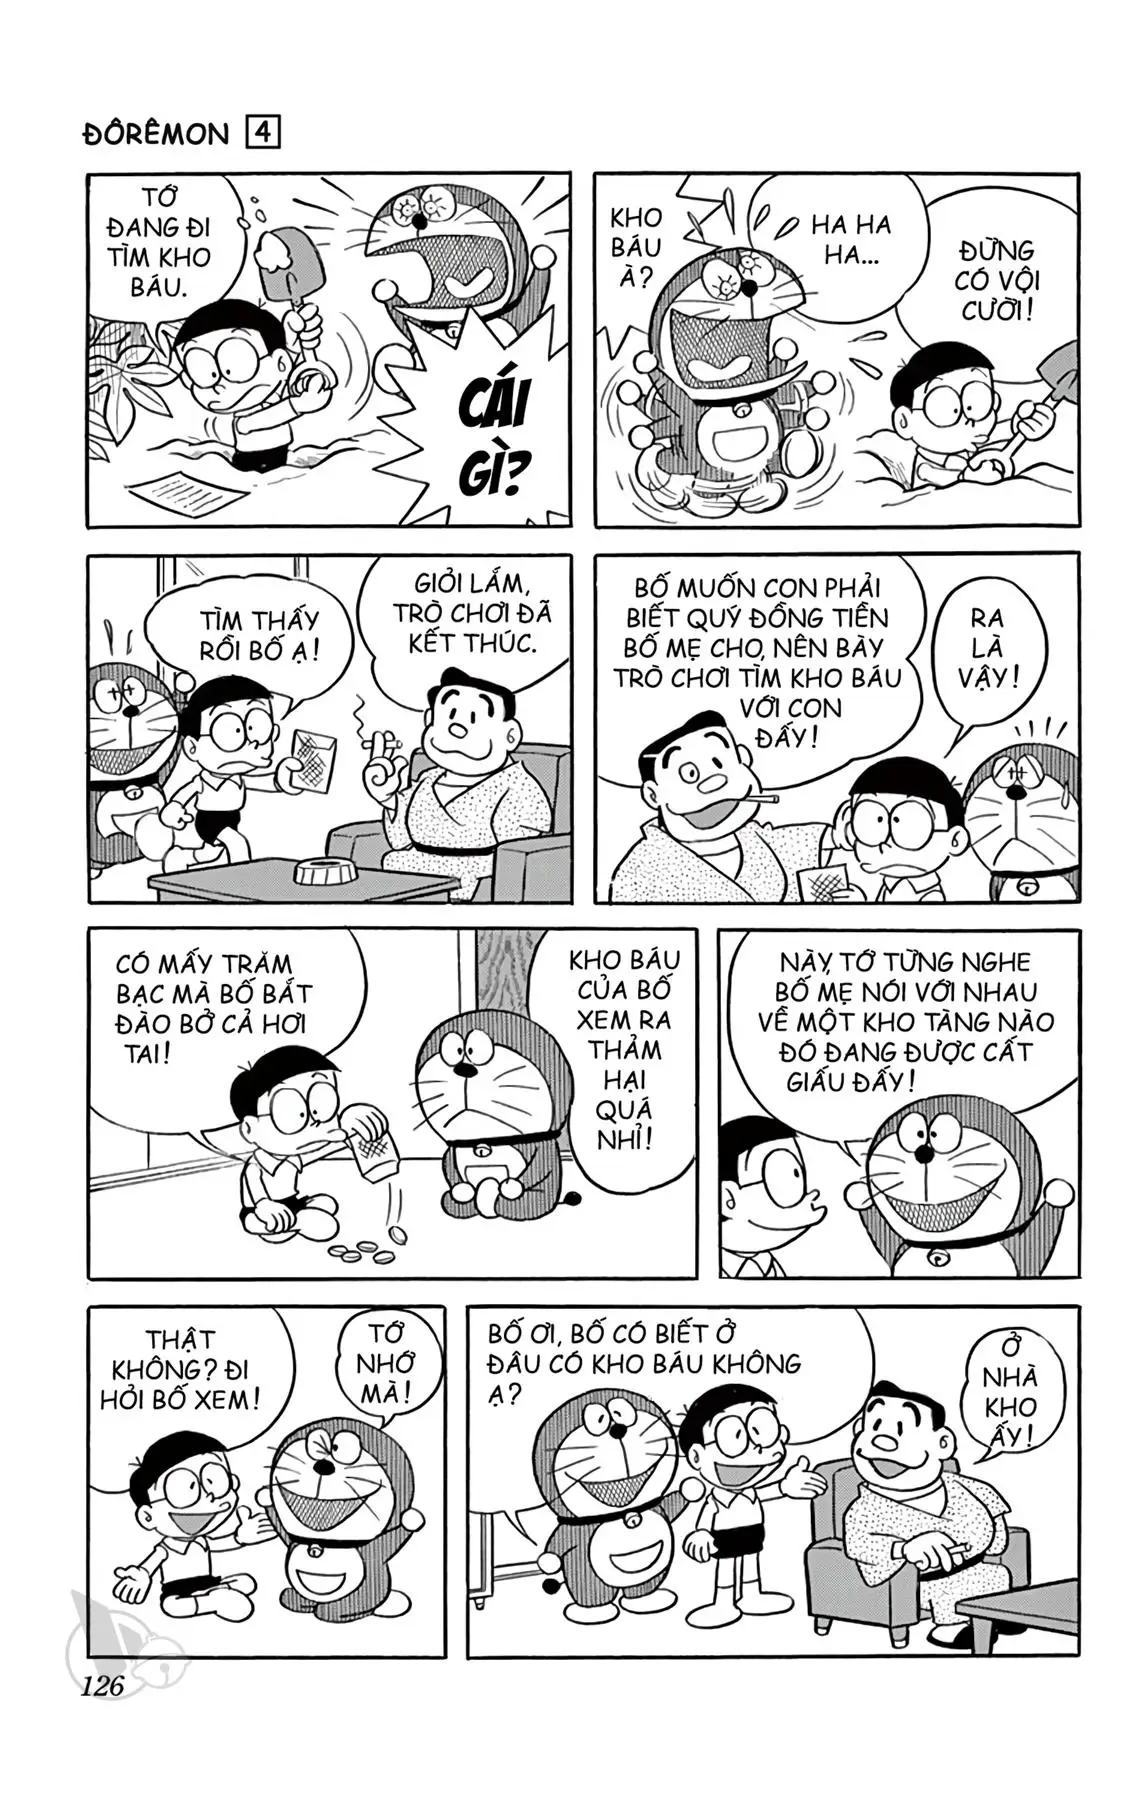 ĐÔRÊMON 4
TỚ
ĐANG ĐI
TÌM KHO
BÁU.
CÁI
GÌ?
KHO
BÁU
À?
HA HA
HA...
ĐỪNG
CÓ VỘI
CƯỜI!
TÌM THẤY
RỒI BỐ Ạ!
GIỎI LẮM,
TRÒ CHƠI ĐÃ
KẾT THÚC.
BỐ MUỐN CON PHẢI
BIẾT QUÝ ĐỒNG TIỀN
BỐ MẸ CHO, NÊN BÀY
TRÒ CHƠI TÌM KHO BÁU
VỚI CON
ĐẤY!
RA
LÀ
VẬY!
CÓ MẤY TRĂM
BẠC MÀ BỐ BẮT
ĐÀO BỞ CẢ HƠI
TAI!
KHO BÁU
CỦA BỐ
XEM RA
THẢM
HẠI
QUÁ
NHỈ!
NÀY, TỚ TỪNG NGHE
BỐ MẸ NÓI VỚI NHAU
VỀ MỘT KHO TÀNG NÀO
ĐÓ ĐANG ĐƯỢC CẤT
GIẤU ĐẤY!
THẬT
KHÔNG? ĐI
HỎI BỐ XEM!
TỚ
NHỚ
MÀ!
BỐ ƠI, BỐ CÓ BIẾT Ở
ĐÂU CÓ KHO BÁU KHÔNG
Ạ?
Ở
NHÀ
KHO
ẤY!
126